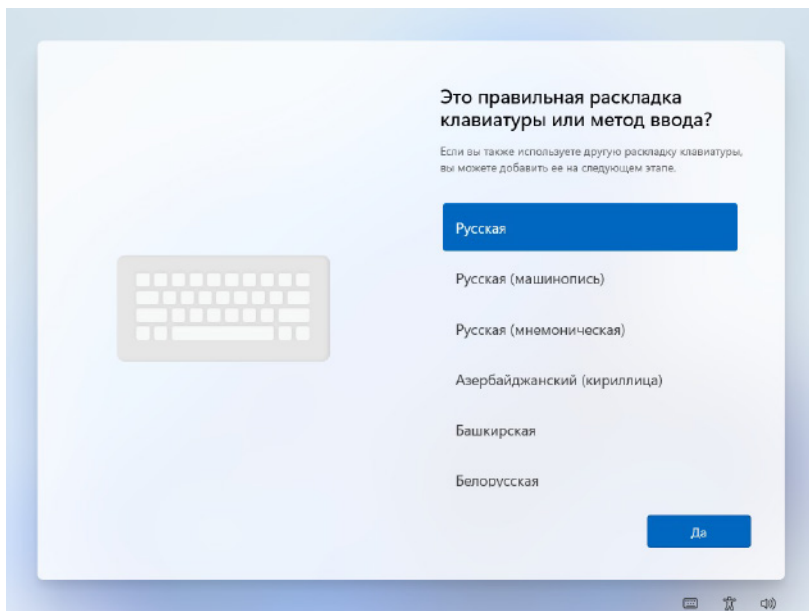 Это правильная раскладка
клавиатуры или метод ввода?
Если вы также используете другую раскладку клавиатуры,
вы можете добавить ее на следующем этапе.
Русская
Русская (машинопись)
Русская (мнемоническая)
Азербайджанский (кириллица)
Башкирская
Белорусская
Да